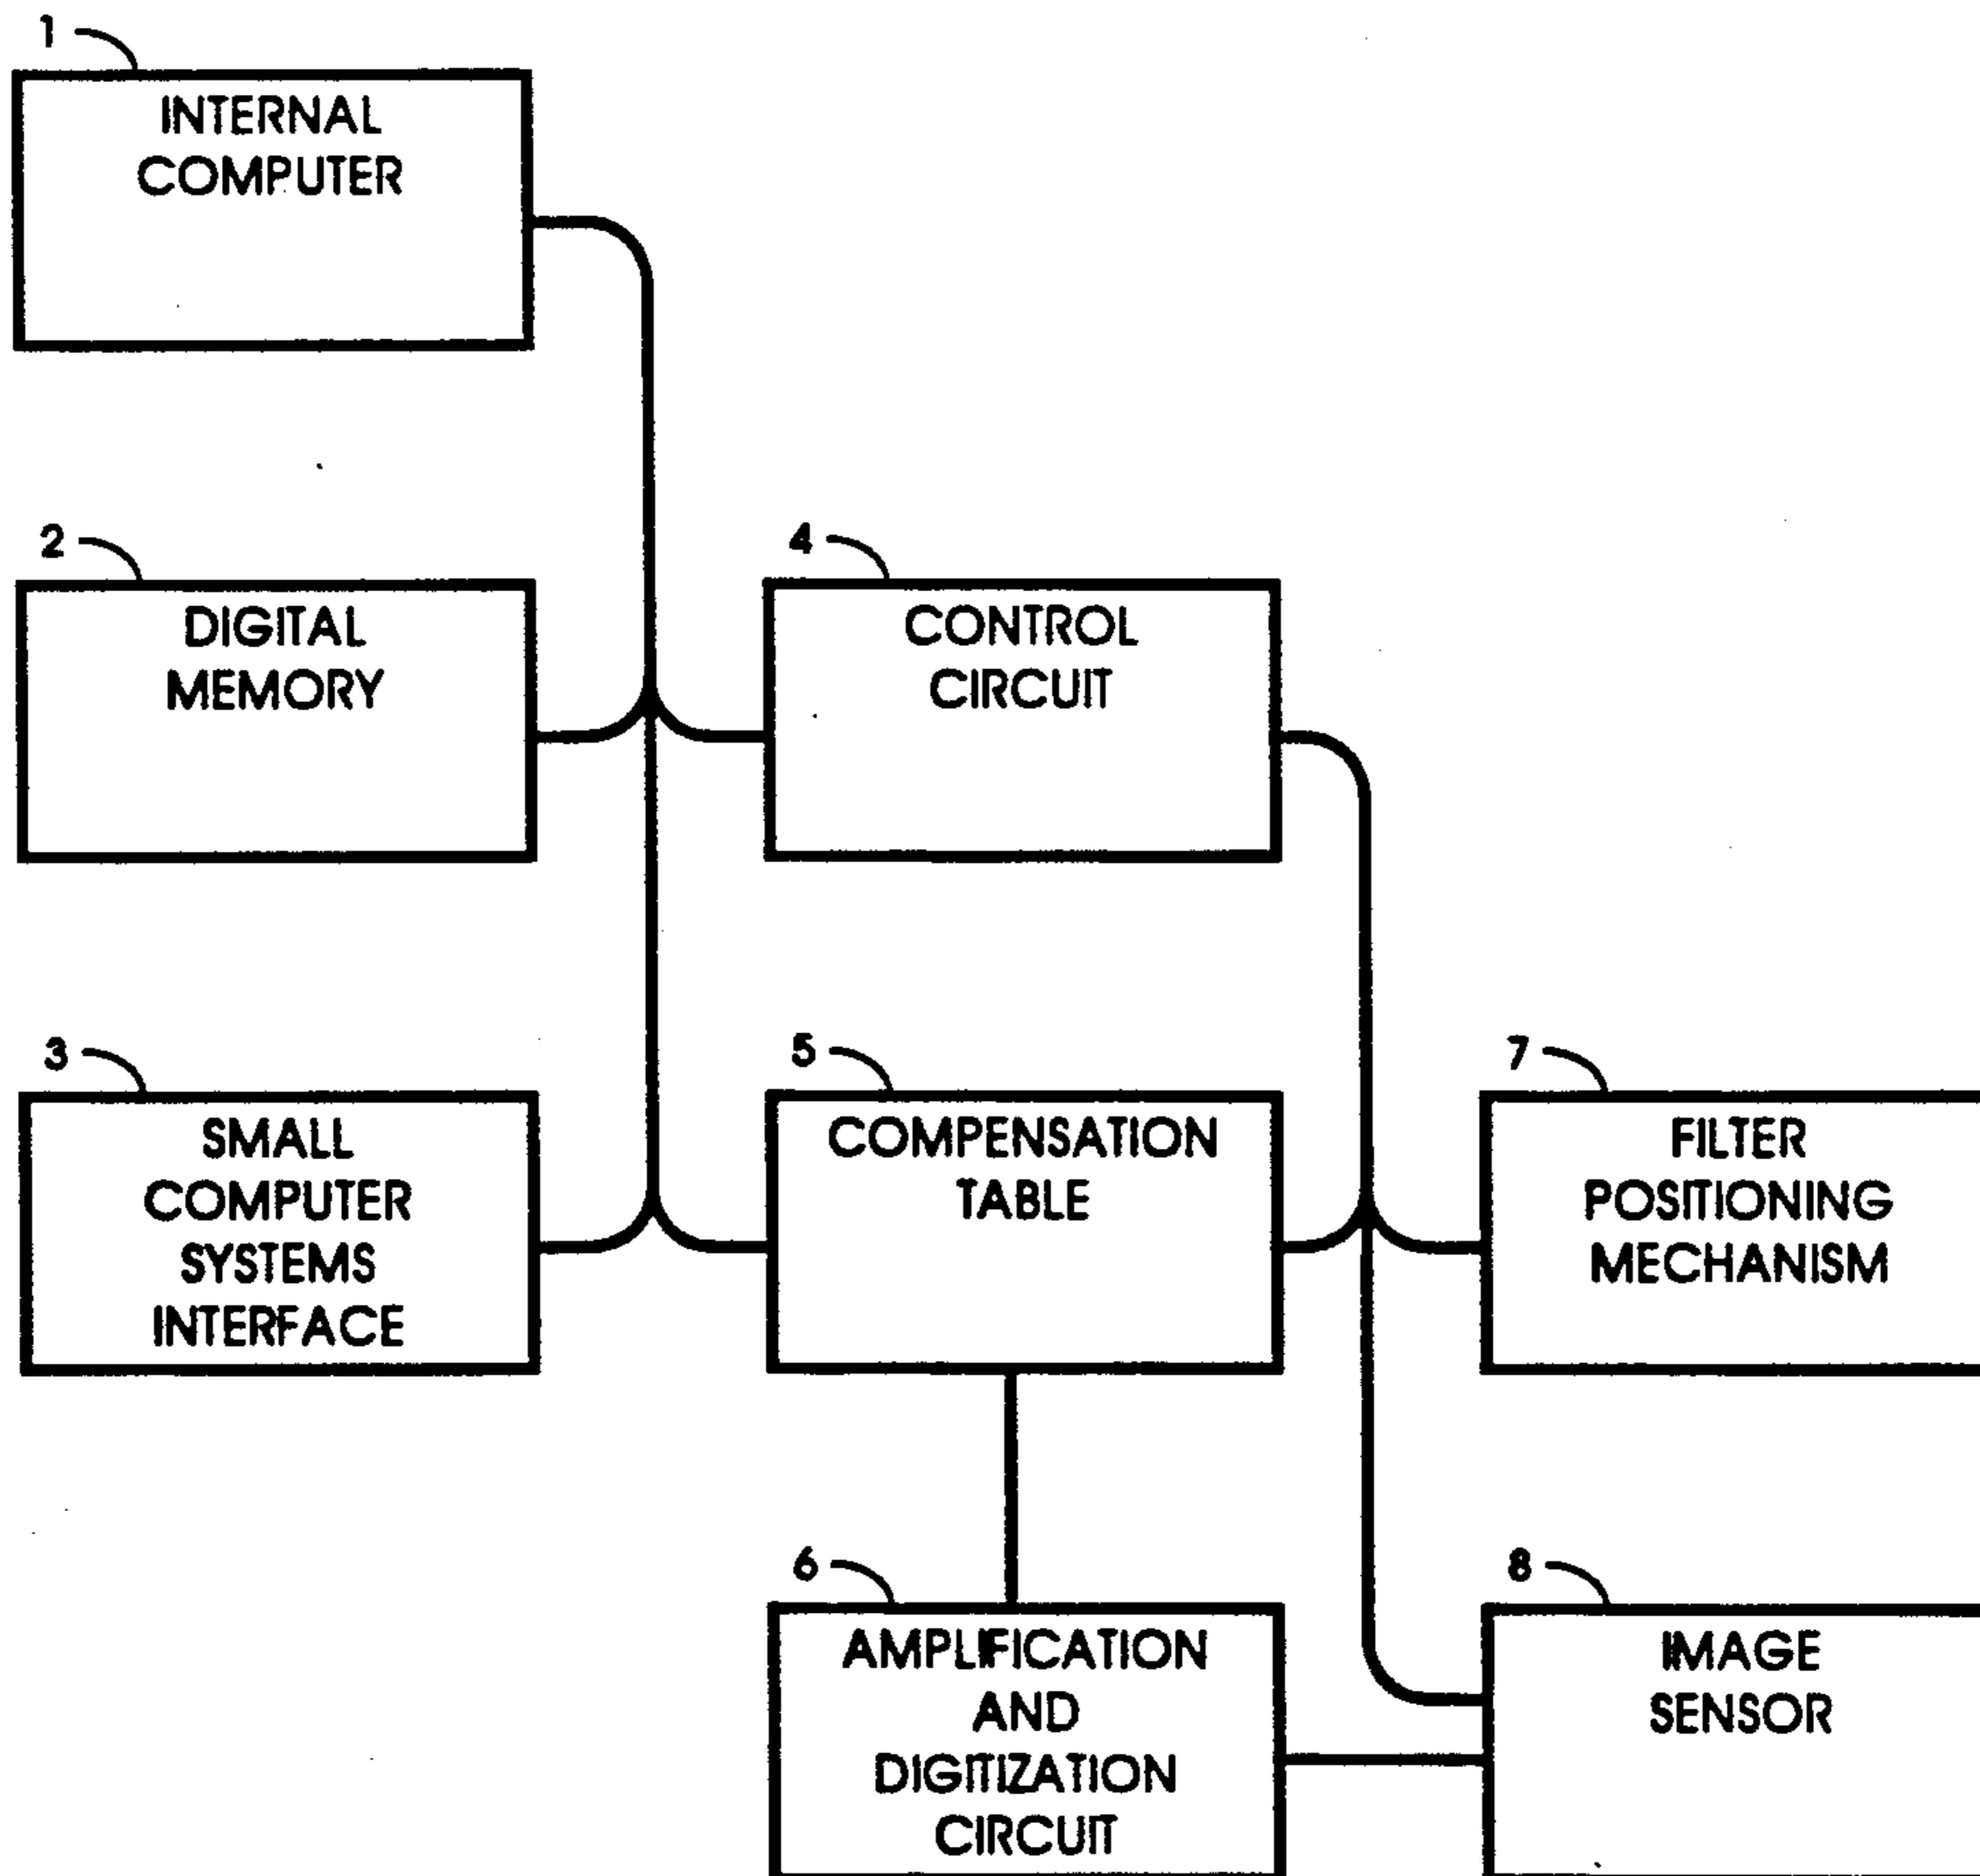 1
INTERNAL
COMPUTER
2
DIGITAL
MEMORY
4
CONTROL
CIRCUIT
3
SMALL
COMPUTER
SYSTEMS
INTERFACE
5
COMPENSATION
TABLE
7
FILTER
POSITIONING
MECHANISM
6
AMPLIFICATION
AND
DIGITIZATION
CIRCUIT
8
IMAGE
SENSOR